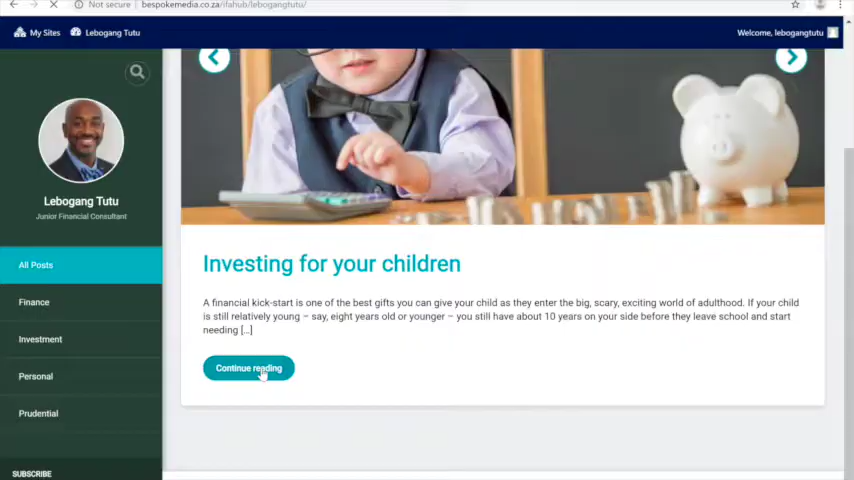 Not secure bespokemedia.co.za/ifahub/lebogangtutu/
My Sites Lebogang Tutu Welcome, lebogangtutu
Lebogang Tutu
Junior Financial Consultant
All Posts
Finance
Investment
Personal
Prudential
SUBSCRIBE
Investing for your children
A financial kick-start is one of the best gifts you can give your child as they enter the big, scary, exciting world of adulthood. If your child
is still relatively young – say, eight years old or younger – you still have about 10 years on your side before they leave school and start
needing [...]
Continue reading